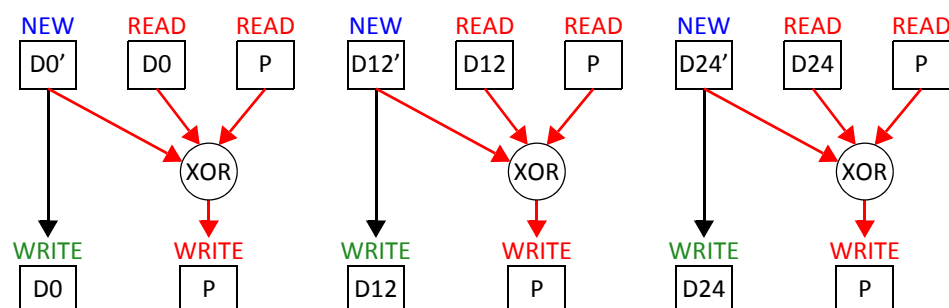 NEW READ READ NEW READ READ NEW READ READ
D0’ D0 P D12’ D12 P D24’ D24 P
XOR XOR XOR
WRITE WRITE WRITE WRITE WRITE WRITE
D0 P D12 P D24 P